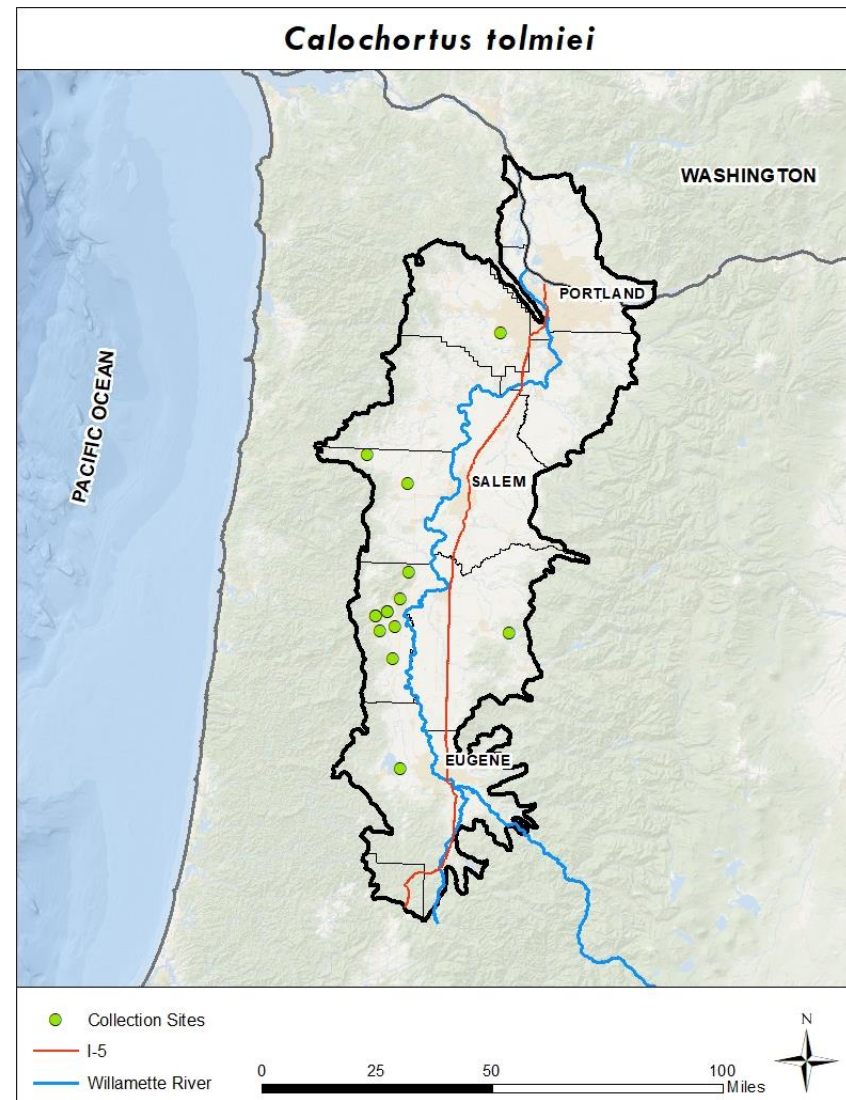 Calochortus tolmiei
WASHINGTON
PORTLAND
PACIFIC OCEAN
SALEM
EUGENE
Collection Sites
I-5
Willamette River
0 25 50 100
Miles
N